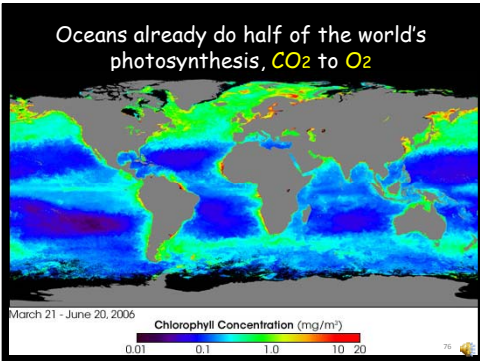 Oceans already do half of the world's
photosynthesis, CO2 to O2
March 21 - June 20, 2006
Chlorophyll Concentration (mg/m³)
0.01 0.1 1.0 10 20
76